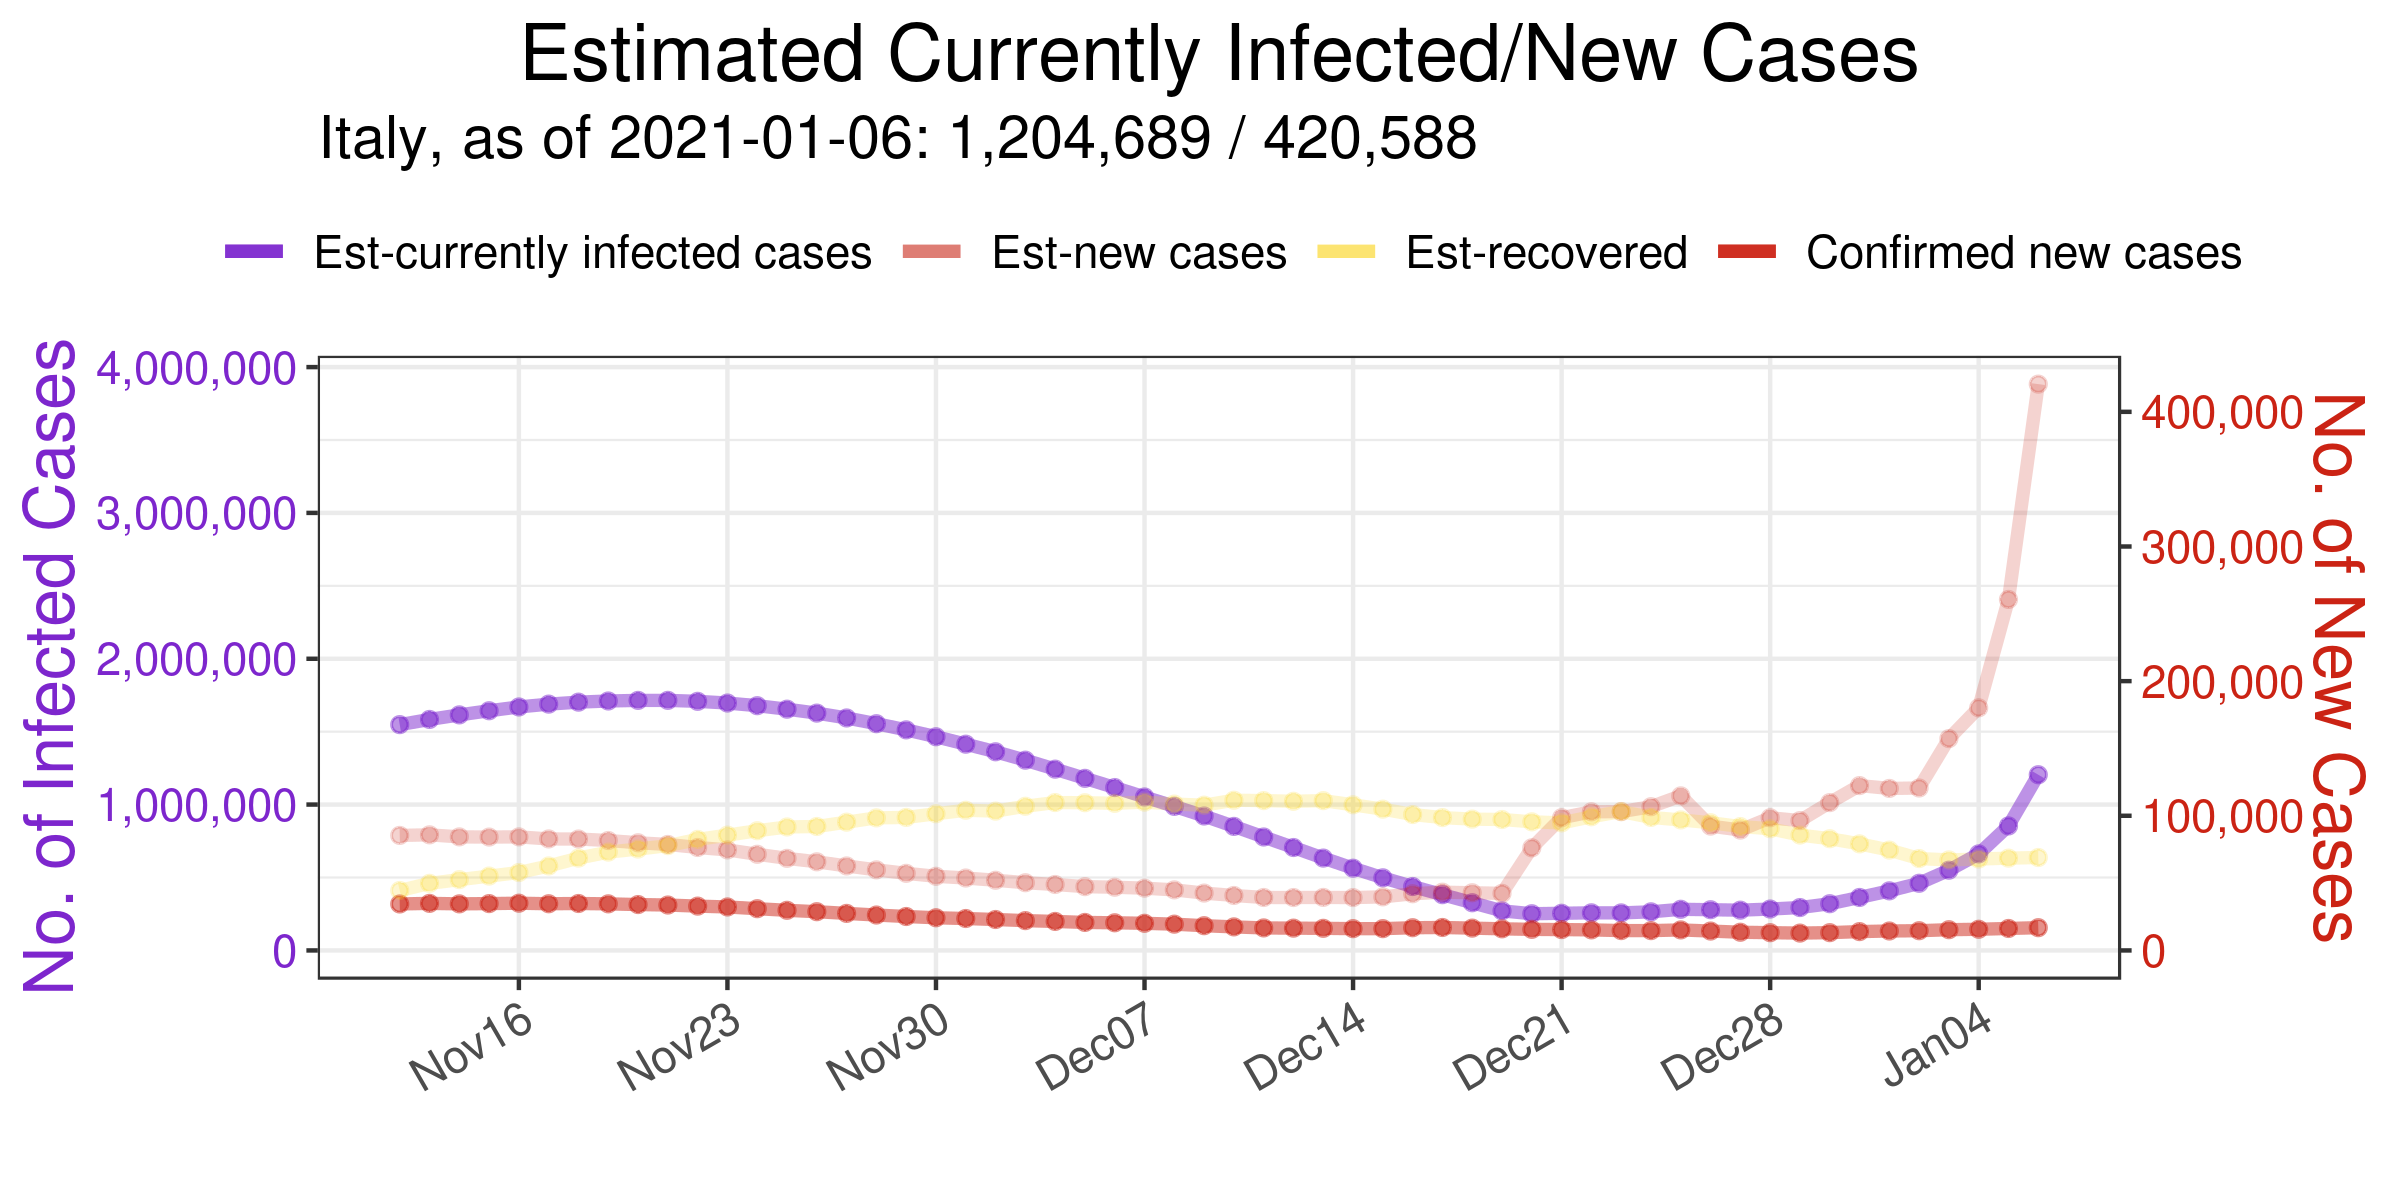 Estimated Currently Infected/New Cases
Italy, as of 2021-01-06: 1,204,689 / 420,588
Est-currently infected cases Est-new cases Est-recovered Confirmed new cases
No. of Infected Cases
4,000,000
3,000,000
2,000,000
1,000,000
0
400,000
300,000
200,000
100,000
0
No. of New Cases
Nov16 Nov23 Nov30 Dec07 Dec14 Dec21 Dec28 Jan04